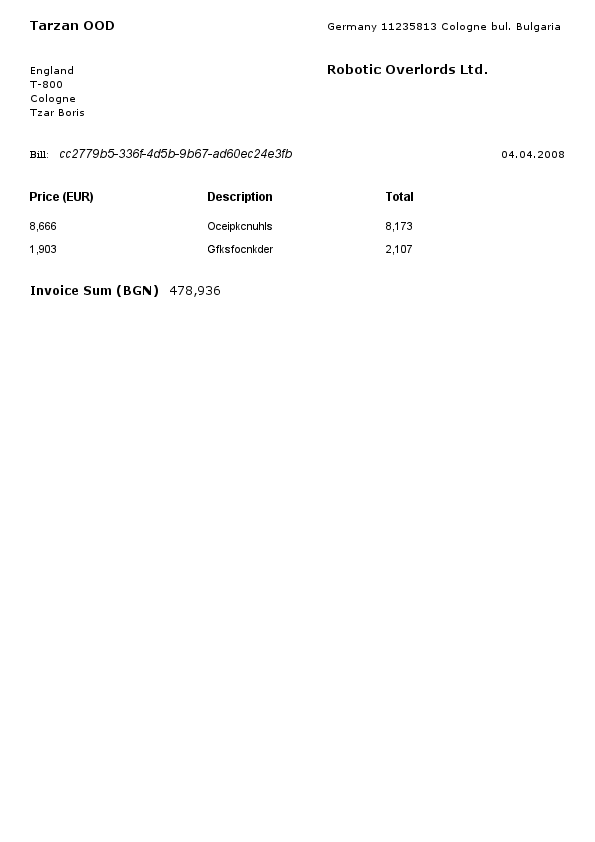 Tarzan OOD
Germany 11235813 Cologne bul. Bulgaria
Robotic Overlords Ltd.
England
T-800
Cologne
Tzar Boris
Bill: cc2779b5-336f-4d5b-9b67-ad60ec24e3fb 04.04.2008
Price (EUR) Description Total
8,666 Oceipkcnuhls 8,173
1,903 Gfksfocnkder 2,107
Invoice Sum (BGN) 478,936